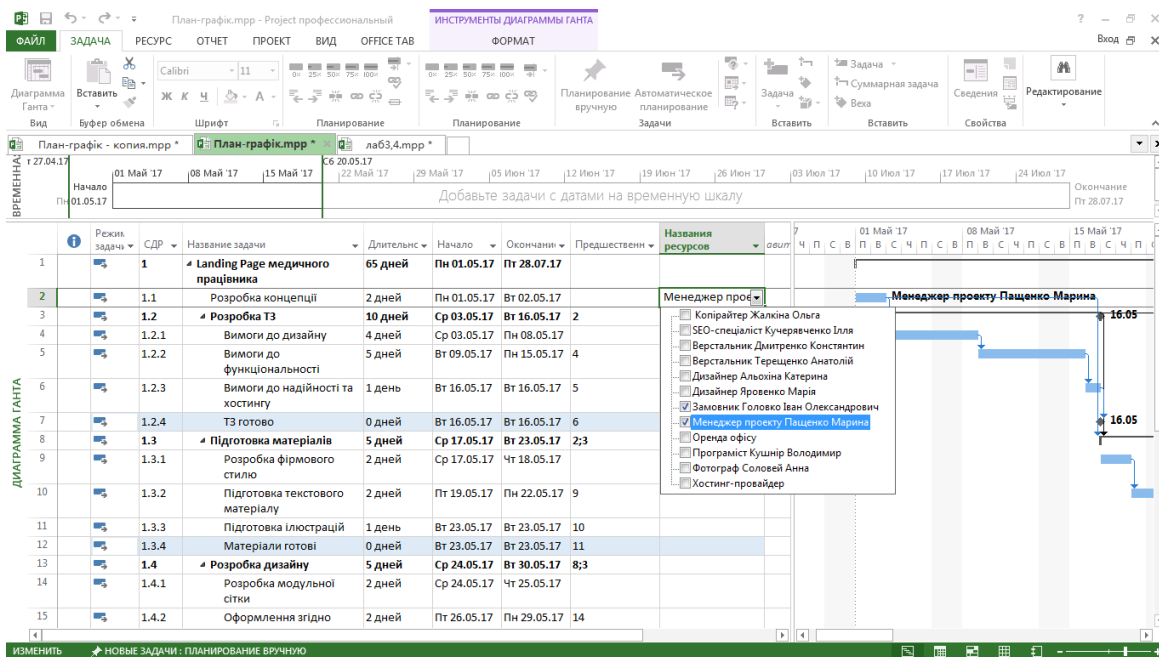 План-графік.mpp - Project профессиональный
ИНСТРУМЕНТЫ ДИАГРАММЫ ГАНТА
ФАЙЛ ЗАДАЧА РЕСУРС ОТЧЕТ ПРОЕКТ ВИД OFFICE TAB ФОРМАТ Вход
Calibri 11
0× 25× 50× 75× 100×
0× 25× 50× 75× 100×
Диаграмма Ганта
Вставить
Ж К Ч А
Планирование вручную
Автоматическое планирование
Задача
Задача
Суммарная задача
Веха
Сведения
Редактирование
Вид Буфер обмена Шрифт Планирование Планирование Задачи Вставить Вставить Свойства
План-графік - копия.mpp * План-графік.mpp * лаб3,4.mpp *
ВРЕМЕННА
т 27.04.17 Сб 20.05.17
01 Май '17 08 Май '17 15 Май '17 22 Май '17 29 Май '17 05 Июн '17 12 Июн '17 19 Июн '17 26 Июн '17 03 Июл '17 10 Июл '17 17 Июл '17 24 Июл '17
Начало
Пн 01.05.17
Добавьте задачи с датами на временную шкалу
Окончание
Пт 28.07.17
ДИАГРАММА ГАНТА
Режим задачи СДР Название задачи Длительнс Начало Окончани Предшественн Названия ресурсов
7 01 Май '17 08 Май '17 15 Май '17
Ч П С В П В С Ч П С В П В С Ч П С В П В С Ч П
1 1 Landing Page медичного працівника 65 дней Пн 01.05.17 Пт 28.07.17
2 1.1 Розробка концепції 2 дней Пн 01.05.17 Вт 02.05.17 Менеджер прое
Менеджер проекту Пащенко Марина
3 1.2 Розробка ТЗ 10 дней Ср 03.05.17 Вт 16.05.17 2
16.05
4 1.2.1 Вимоги до дизайну 4 дней Ср 03.05.17 Пн 08.05.17
5 1.2.2 Вимоги до функціональності 5 дней Вт 09.05.17 Пн 15.05.17 4
6 1.2.3 Вимоги до надійності та хостингу 1 день Вт 16.05.17 Вт 16.05.17 5
7 1.2.4 ТЗ готово 0 дней Вт 16.05.17 Вт 16.05.17 6
16.05
8 1.3 Підготовка матеріалів 5 дней Ср 17.05.17 Вт 23.05.17 2;3
9 1.3.1 Розробка фірмового стилю 2 дней Ср 17.05.17 Чт 18.05.17
10 1.3.2 Підготовка текстового матеріалу 2 дней Пт 19.05.17 Пн 22.05.17 9
11 1.3.3 Підготовка ілюстрацій 1 день Вт 23.05.17 Вт 23.05.17 10
12 1.3.4 Матеріали готові 0 дней Вт 23.05.17 Вт 23.05.17 11
13 1.4 Розробка дизайну 5 дней Ср 24.05.17 Вт 30.05.17 8;3
14 1.4.1 Розробка модульної сітки 2 дней Ср 24.05.17 Чт 25.05.17
15 1.4.2 Оформлення згідно 2 дней Пт 26.05.17 Пн 29.05.17 14
Копірайтер Жалкіна Ольга
SEO-спеціаліст Кучерявченко Ілля
Верстальник Дмитренко Констянтин
Верстальник Терещенко Анатолій
Дизайнер Альохіна Катерина
Дизайнер Яровенко Марія
Замовник Головко Іван Олександрович
Менеджер проекту Пащенко Марина
Оренда офісу
Програміст Кушнір Володимир
Фотограф Соловей Анна
Хостинг-провайдер
ИЗМЕНИТЬ НОВЫЕ ЗАДАЧИ : ПЛАНИРОВАНИЕ ВРУЧНУЮ